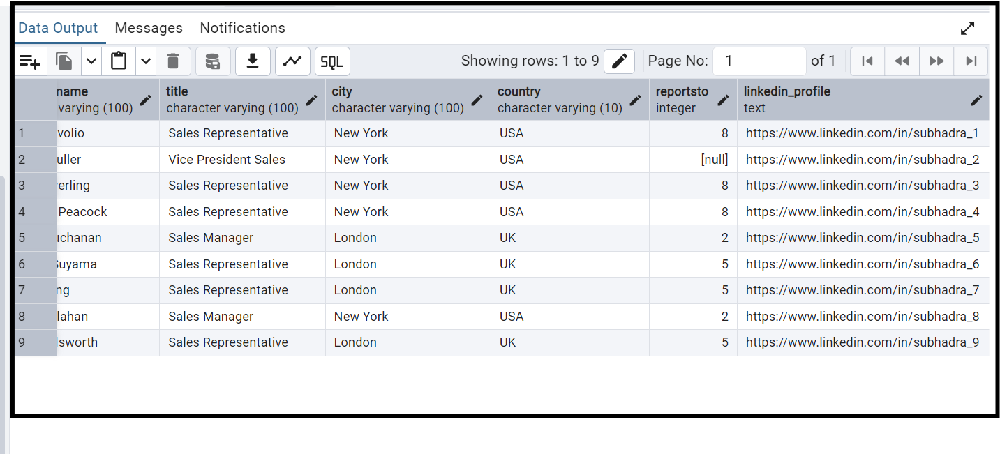 Data Output Messages Notifications
SQL Showing rows: 1 to 9 Page No: 1 of 1
name title city country reportsto linkedin_profile
varying (100) character varying (100) character varying (100) character varying (10) integer text
1 volio Sales Representative New York USA 8 https://www.linkedin.com/in/subhadra_1
2 uller Vice President Sales New York USA [null] https://www.linkedin.com/in/subhadra_2
3 erling Sales Representative New York USA 8 https://www.linkedin.com/in/subhadra_3
4 Peacock Sales Representative New York USA 8 https://www.linkedin.com/in/subhadra_4
5 uchanan Sales Manager London UK 2 https://www.linkedin.com/in/subhadra_5
6 Suyama Sales Representative London UK 5 https://www.linkedin.com/in/subhadra_6
7 ng Sales Representative London UK 5 https://www.linkedin.com/in/subhadra_7
8 lahan Sales Manager New York USA 2 https://www.linkedin.com/in/subhadra_8
9 lsworth Sales Representative London UK 5 https://www.linkedin.com/in/subhadra_9